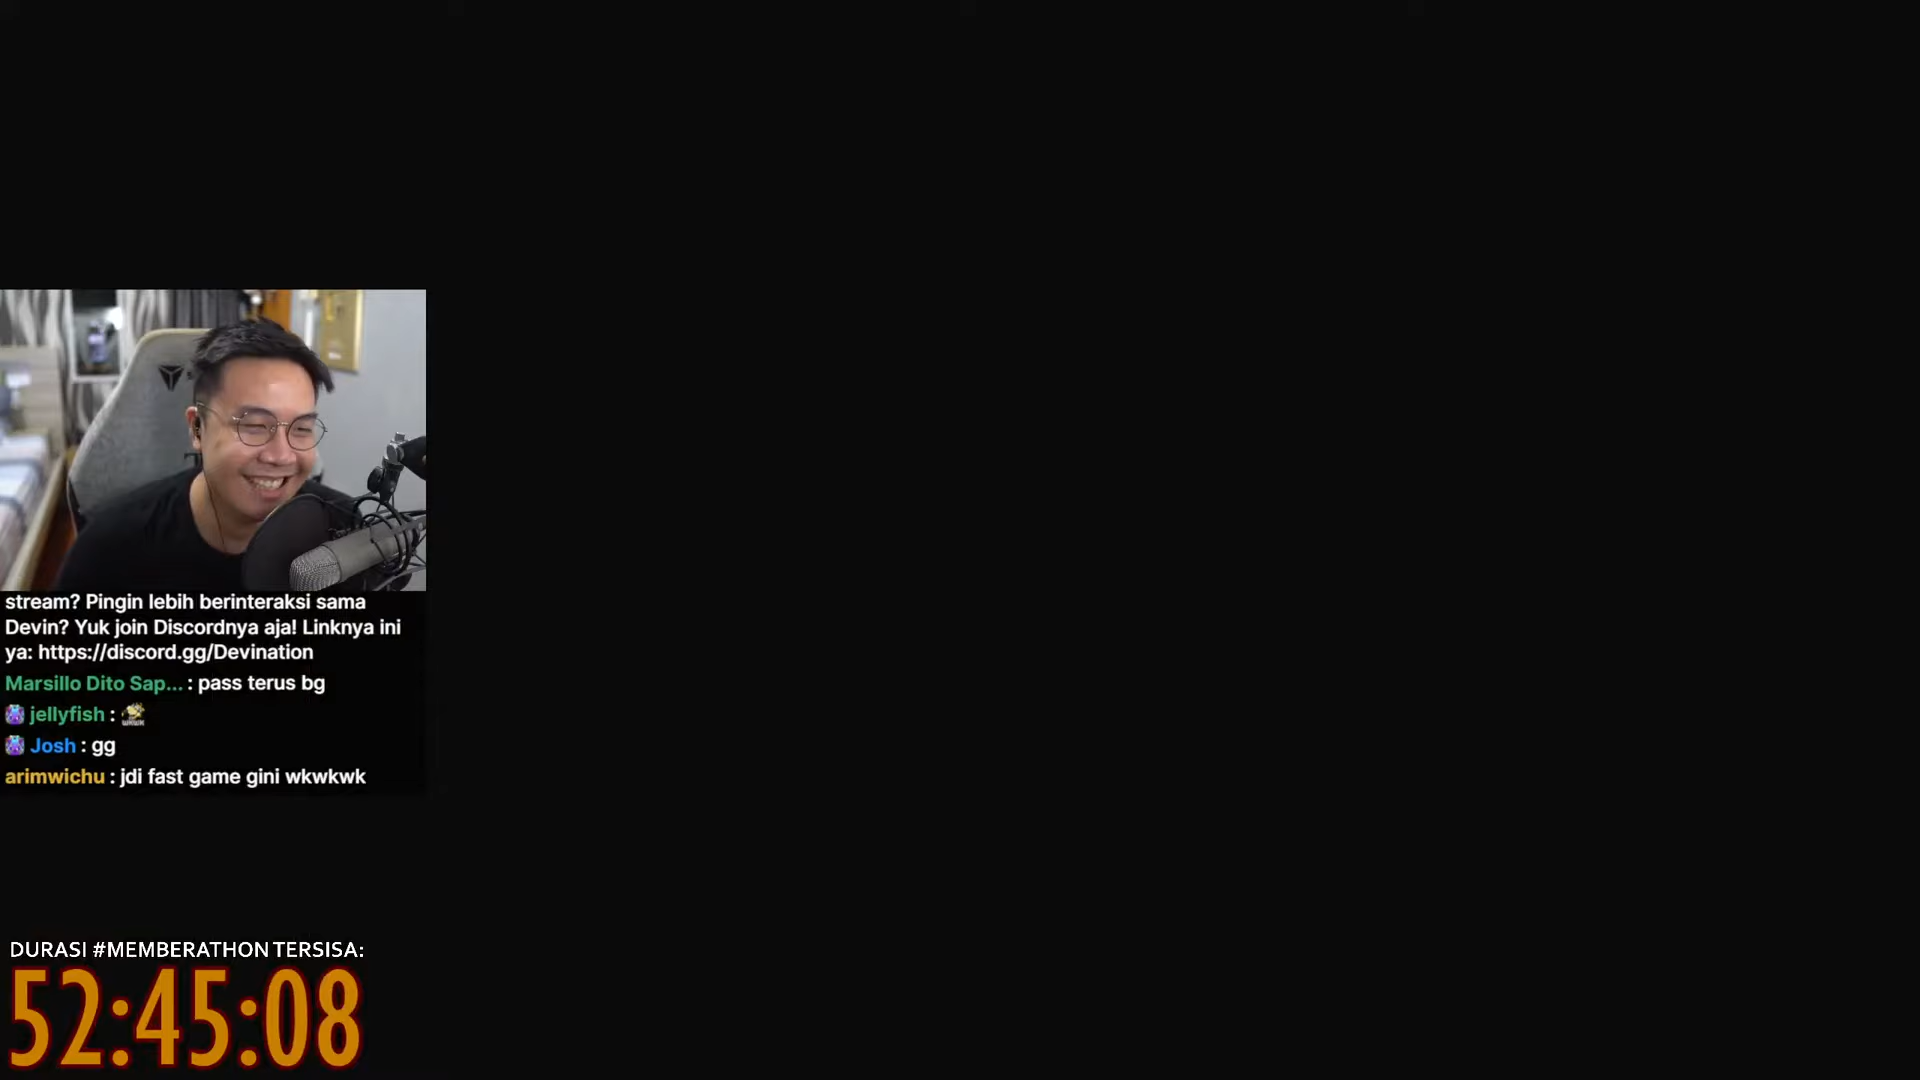 stream? Pingin lebih berinteraksi sama
Devin? Yuk join Discordnya aja! Linknya ini
ya: https://discord.gg/Devination
Marsillo Dito Sap... : pass terus bg
jellyfish :
Josh : gg
arimwichu : jdi fast game gini wkwkwk
DURASI #MEMBERATHON TERSISA:
52:45:08